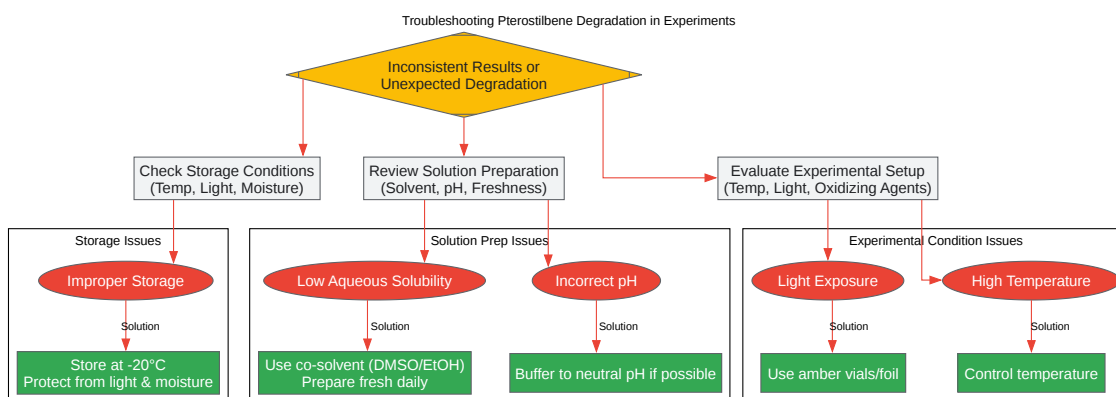 Troubleshooting Pterostilbene Degradation in Experiments
Inconsistent Results or
Unexpected Degradation
Check Storage Conditions
(Temp, Light, Moisture)
Review Solution Preparation
(Solvent, pH, Freshness)
Evaluate Experimental Setup
(Temp, Light, Oxidizing Agents)
Storage Issues
Solution Prep Issues
Experimental Condition Issues
Improper Storage
Low Aqueous Solubility
Incorrect pH
Light Exposure
High Temperature
Solution
Solution
Solution
Solution
Solution
Store at -20°C
Protect from light & moisture
Use co-solvent (DMSO/EtOH)
Prepare fresh daily
Buffer to neutral pH if possible
Use amber vials/foil
Control temperature